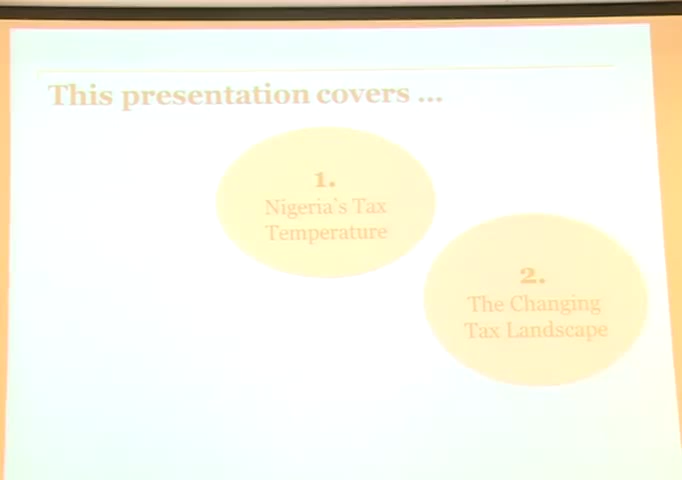 This presentation covers ...
1.
Nigeria's Tax
Temperature
2.
The Changing
Tax Landscape